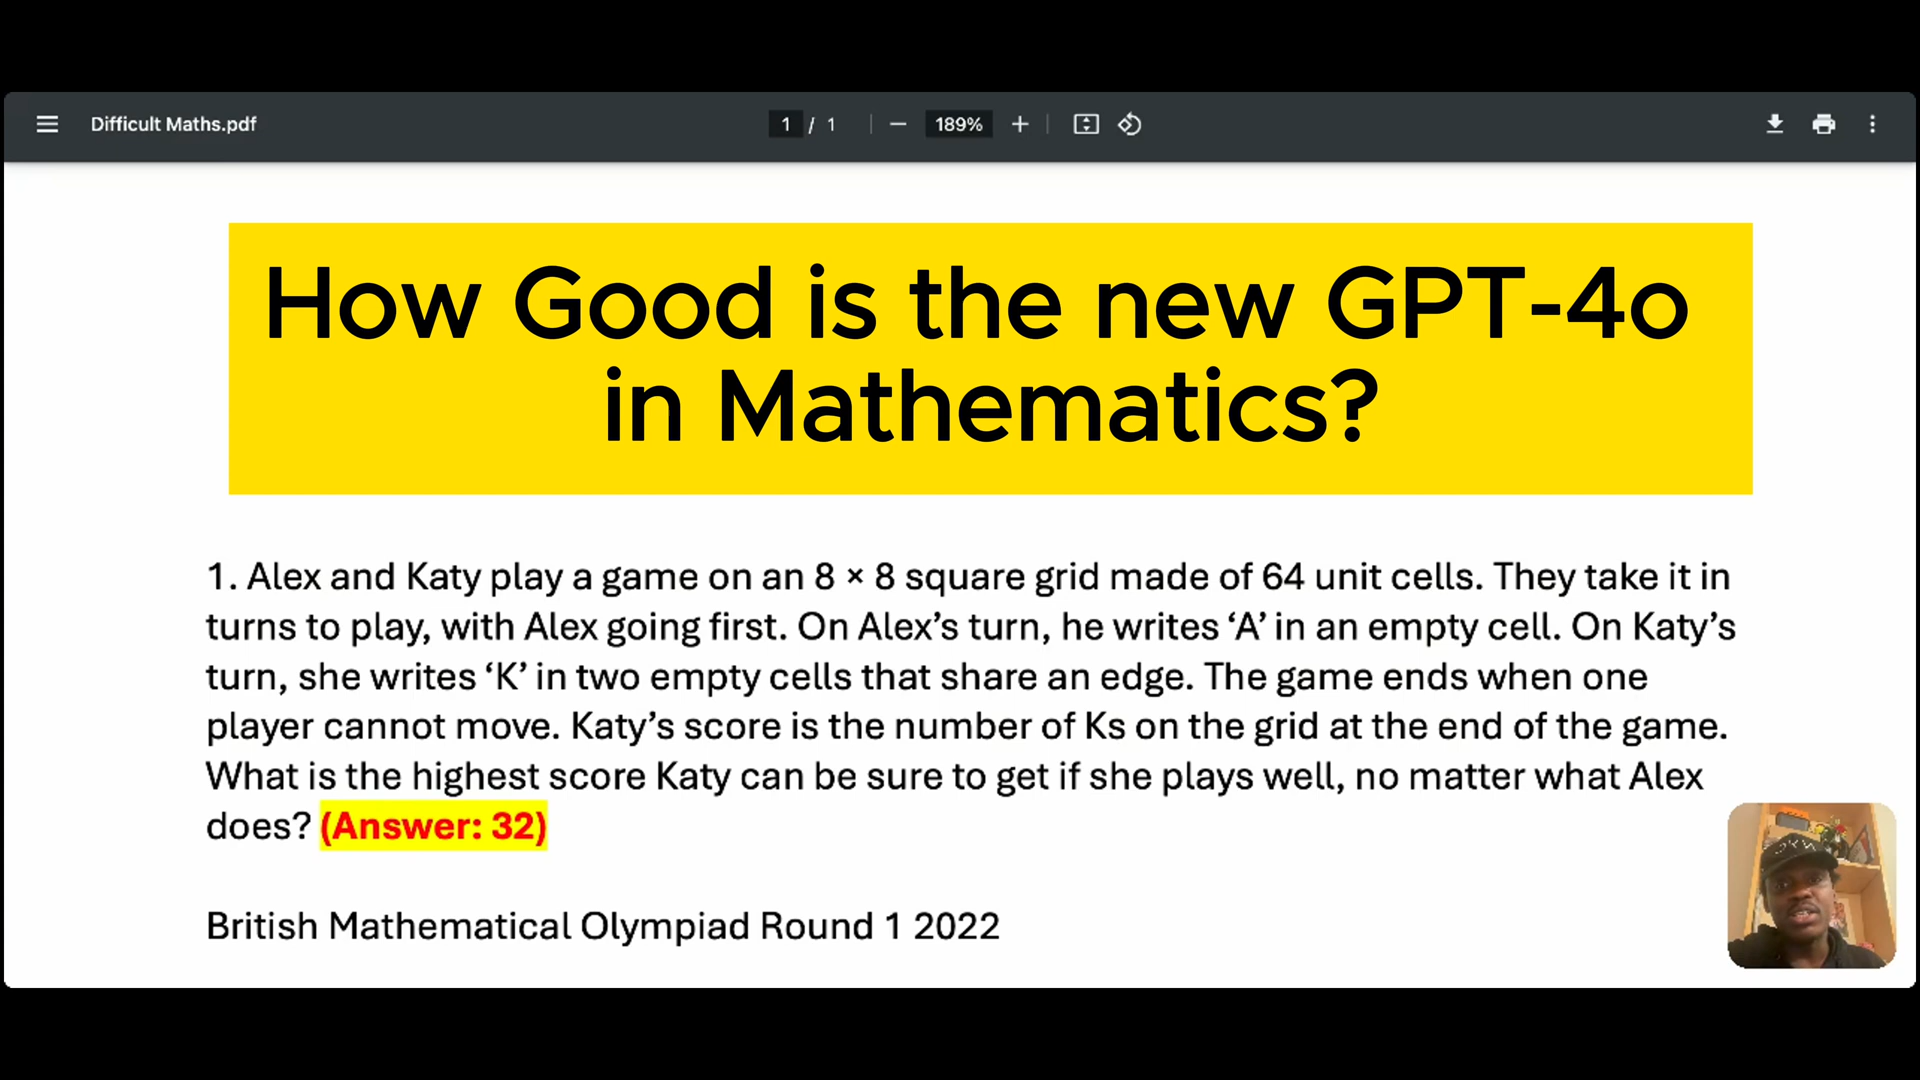 Difficult Maths.pdf
1 / 1
189%
How Good is the new GPT-4o
in Mathematics?
1. Alex and Katy play a game on an 8 × 8 square grid made of 64 unit cells. They take it in
turns to play, with Alex going first. On Alex’s turn, he writes ‘A’ in an empty cell. On Katy’s
turn, she writes ‘K’ in two empty cells that share an edge. The game ends when one
player cannot move. Katy’s score is the number of Ks on the grid at the end of the game.
What is the highest score Katy can be sure to get if she plays well, no matter what Alex
does? (Answer: 32)
British Mathematical Olympiad Round 1 2022